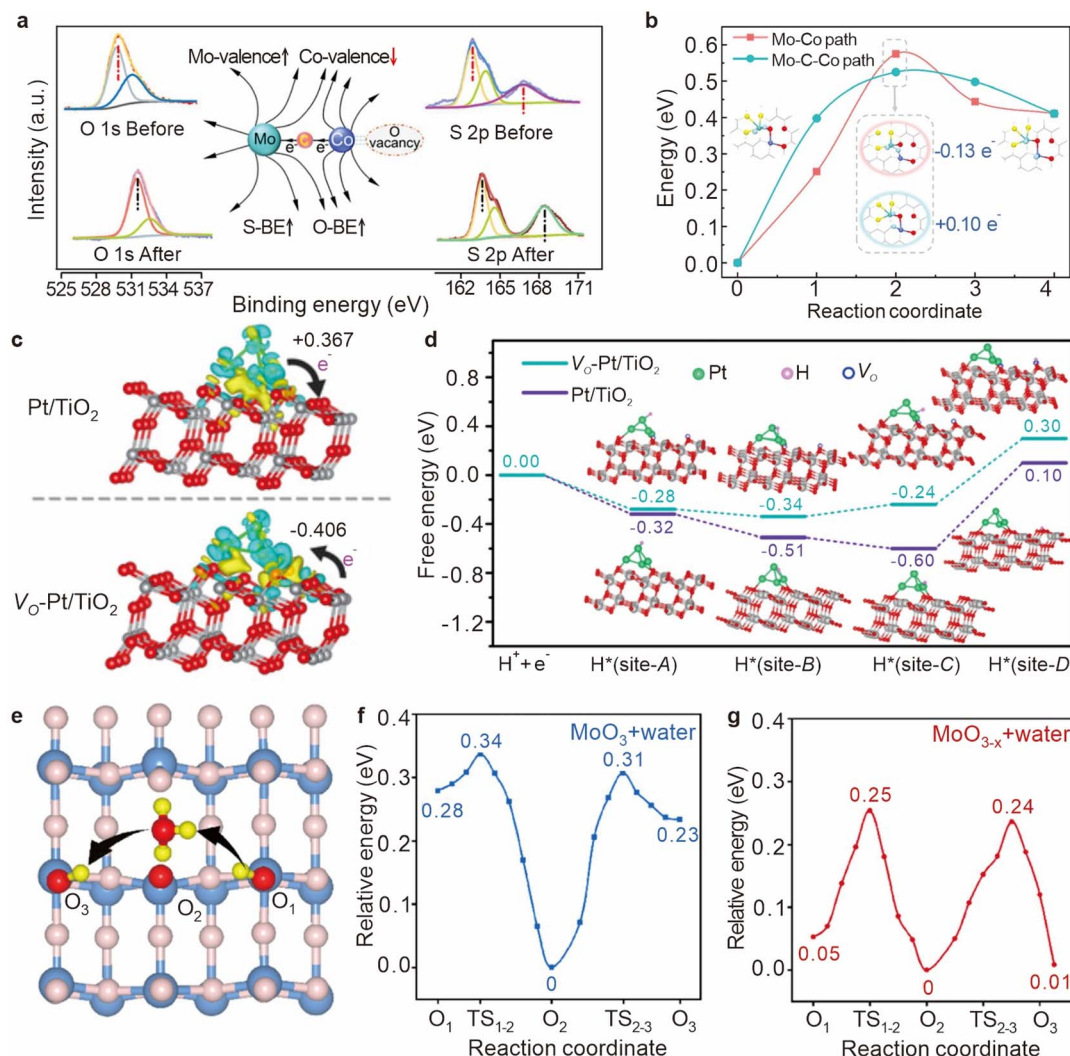 a
Intensity (a.u.)
Mo-valence↑
Co-valence↓
O 1s Before
S 2p Before
Mo
C
Co
e⁻
e⁻
O
vacancy
S-BE↑
O-BE↑
O 1s After
S 2p After
525 528 531 534 537
162 165 168 171
Binding energy (eV)
b
Energy (eV)
Mo-Co path
Mo-C-Co path
0.6
0.5
0.4
0.3
0.2
0.1
0.0
-0.13 e⁻
+0.10 e⁻
0 1 2 3 4
Reaction coordinate
c
+0.367
e⁻
Pt/TiO₂
-0.406
e⁻
V_O-Pt/TiO₂
d
Free energy (eV)
V_O-Pt/TiO₂
Pt/TiO₂
Pt
H
V_O
0.8
0.4
0.0
-0.4
-0.8
-1.2
0.00
-0.28
-0.34
-0.24
0.30
-0.32
-0.51
-0.60
0.10
H⁺+e⁻ H*(site-A) H*(site-B) H*(site-C) H*(site-D)
e
O₃
O₂
O₁
f
Relative energy (eV)
MoO₃+water
0.4
0.3
0.2
0.1
0.0
0.28
0.34
0
0.31
0.23
O₁ TS₁₋₂ O₂ TS₂₋₃ O₃
Reaction coordinate
g
Relative energy (eV)
MoO₃₋ₓ+water
0.4
0.3
0.2
0.1
0.0
0.05
0.25
0
0.24
0.01
O₁ TS₁₋₂ O₂ TS₂₋₃ O₃
Reaction coordinate